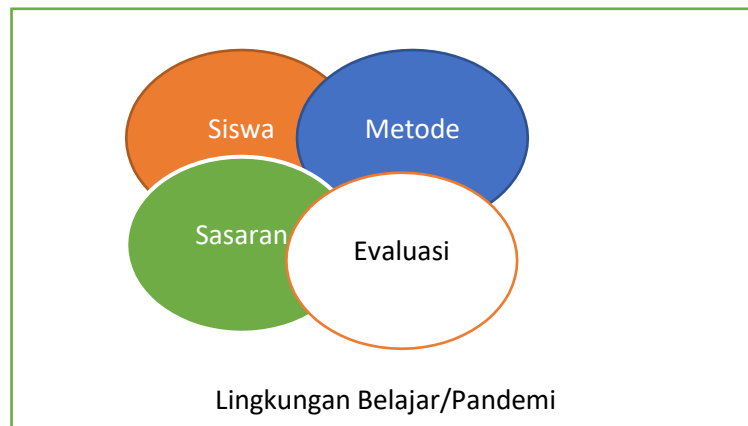 Siswa
Metode
Sasaran
Evaluasi
Lingkungan Belajar/Pandemi